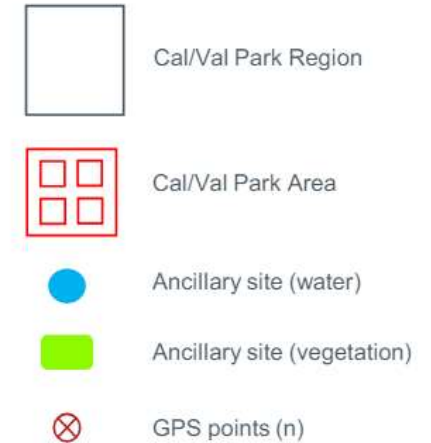 Cal/Val Park Region
Cal/Val Park Area
Ancillary site (water)
Ancillary site (vegetation)
GPS points (n)